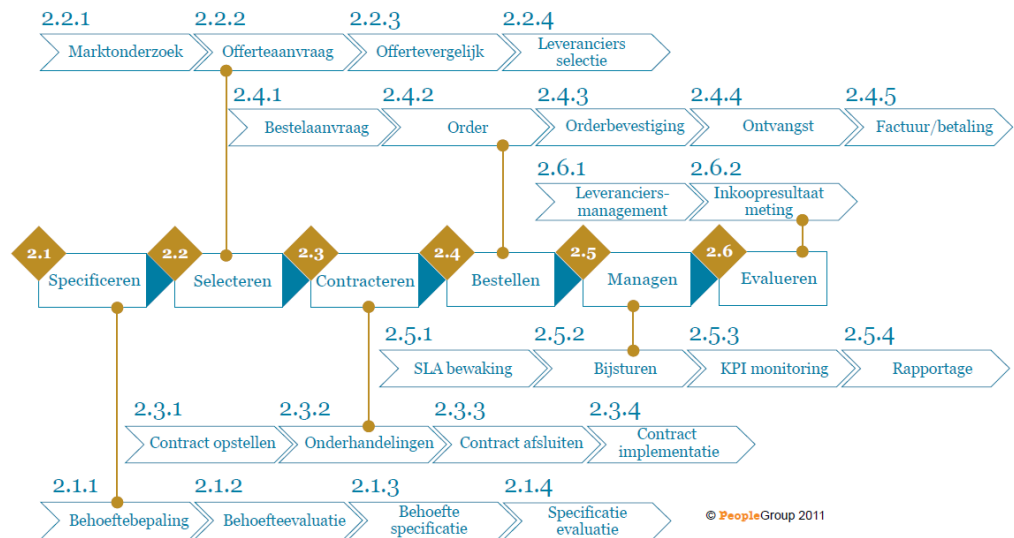 2.2.1 2.2.2 2.2.3 2.2.4
Marktonderzoek Offerteaanvraag Offertevergelijk Leveranciers
selectie
2.4.1 2.4.2 2.4.3 2.4.4 2.4.5
Bestelaanvraag Order Orderbevestiging Ontvangst Factuur/betaling
2.6.1 2.6.2
Leveranciers- Inkoopresultaat
management meting
2.1 2.2 2.3 2.4 2.5 2.6
Specificeren Selecteren Contracteren Bestellen Managen Evalueren
2.5.1 2.5.2 2.5.3 2.5.4
SLA bewaking Bijsturen KPI monitoring Rapportage
2.3.1 2.3.2 2.3.3 2.3.4
Contract opstellen Onderhandelingen Contract afsluiten Contract
implementatie
2.1.1 2.1.2 2.1.3 2.1.4
Behoeftebepaling Behoefteevaluatie Behoefte Specificatie
specificatie evaluatie
© PeopleGroup 2011